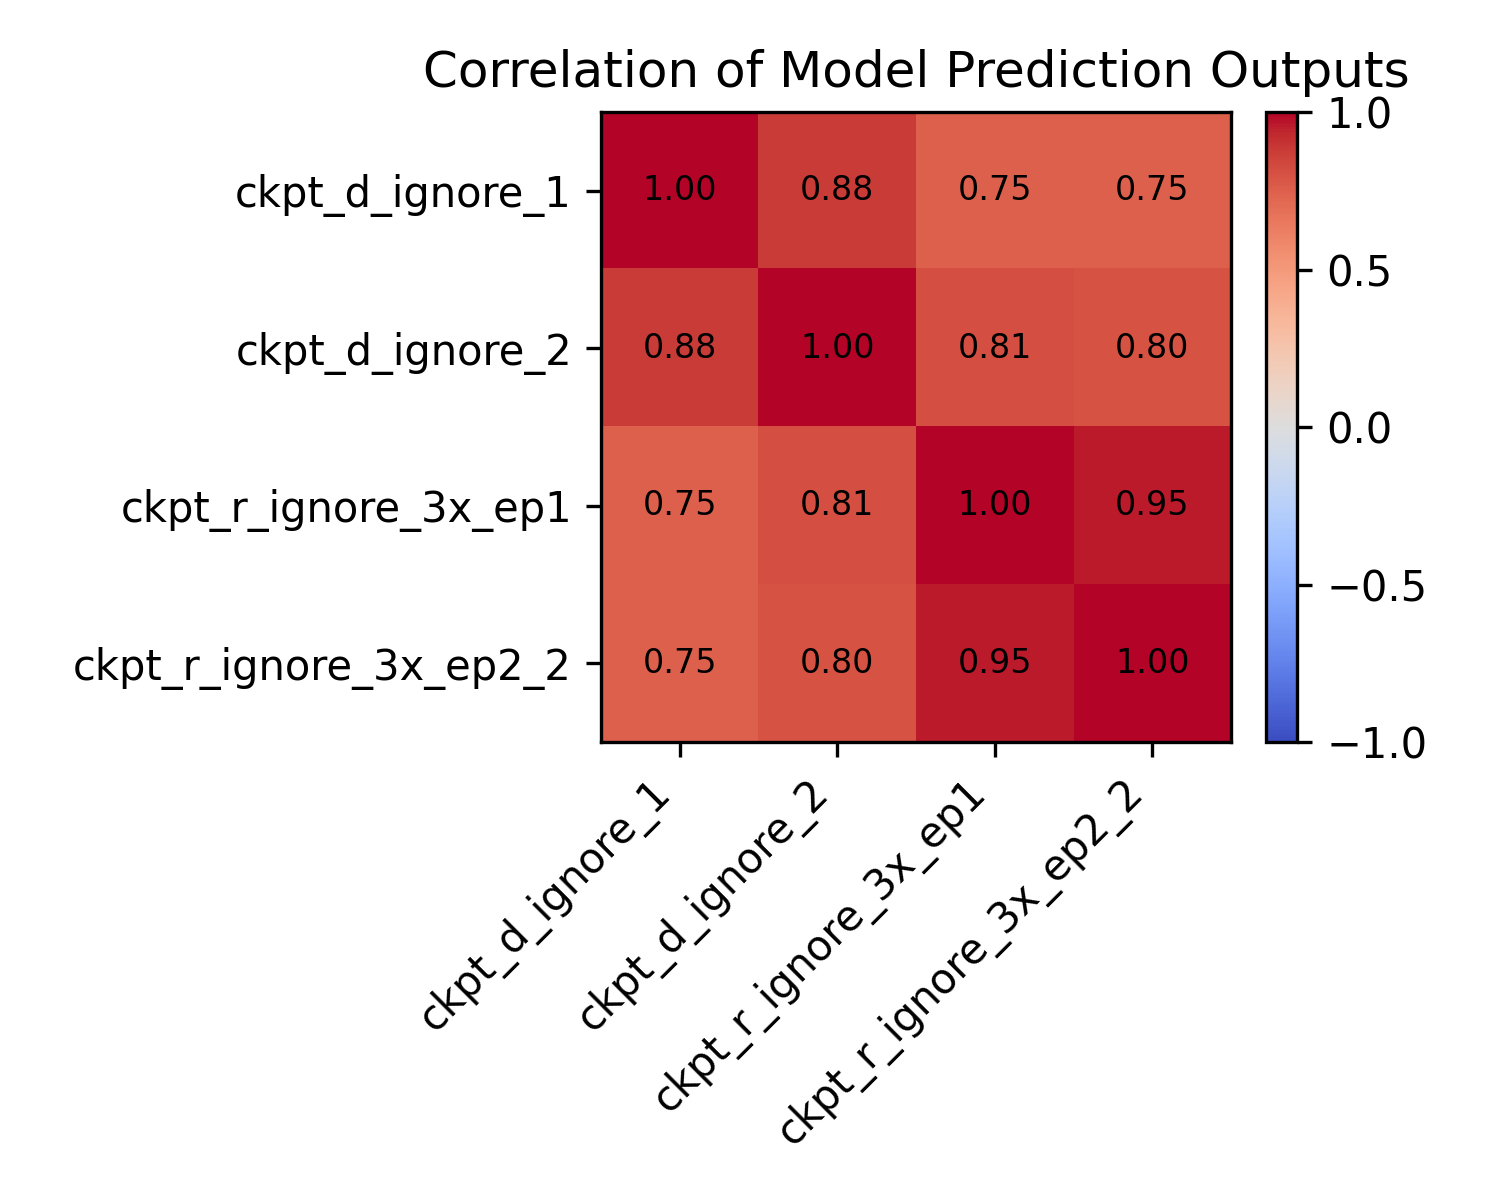 Correlation of Model Prediction Outputs
ckpt_d_ignore_1
1.00 0.88 0.75 0.75
ckpt_d_ignore_2
0.88 1.00 0.81 0.80
ckpt_r_ignore_3x_ep1
0.75 0.81 1.00 0.95
ckpt_r_ignore_3x_ep2_2
0.75 0.80 0.95 1.00
ckpt_d_ignore_1
ckpt_d_ignore_2
ckpt_r_ignore_3x_ep1
ckpt_r_ignore_3x_ep2_2
1.0
0.5
0.0
−0.5
−1.0